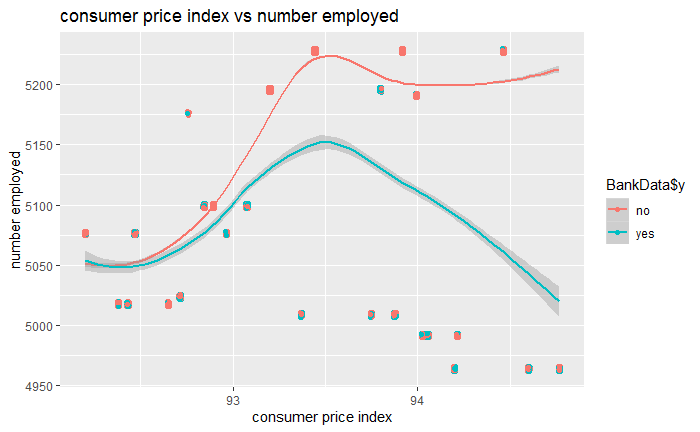 consumer price index vs number employed
number employed
5200
5150
5100
5050
5000
4950
93
94
consumer price index
BankData$y
no
yes